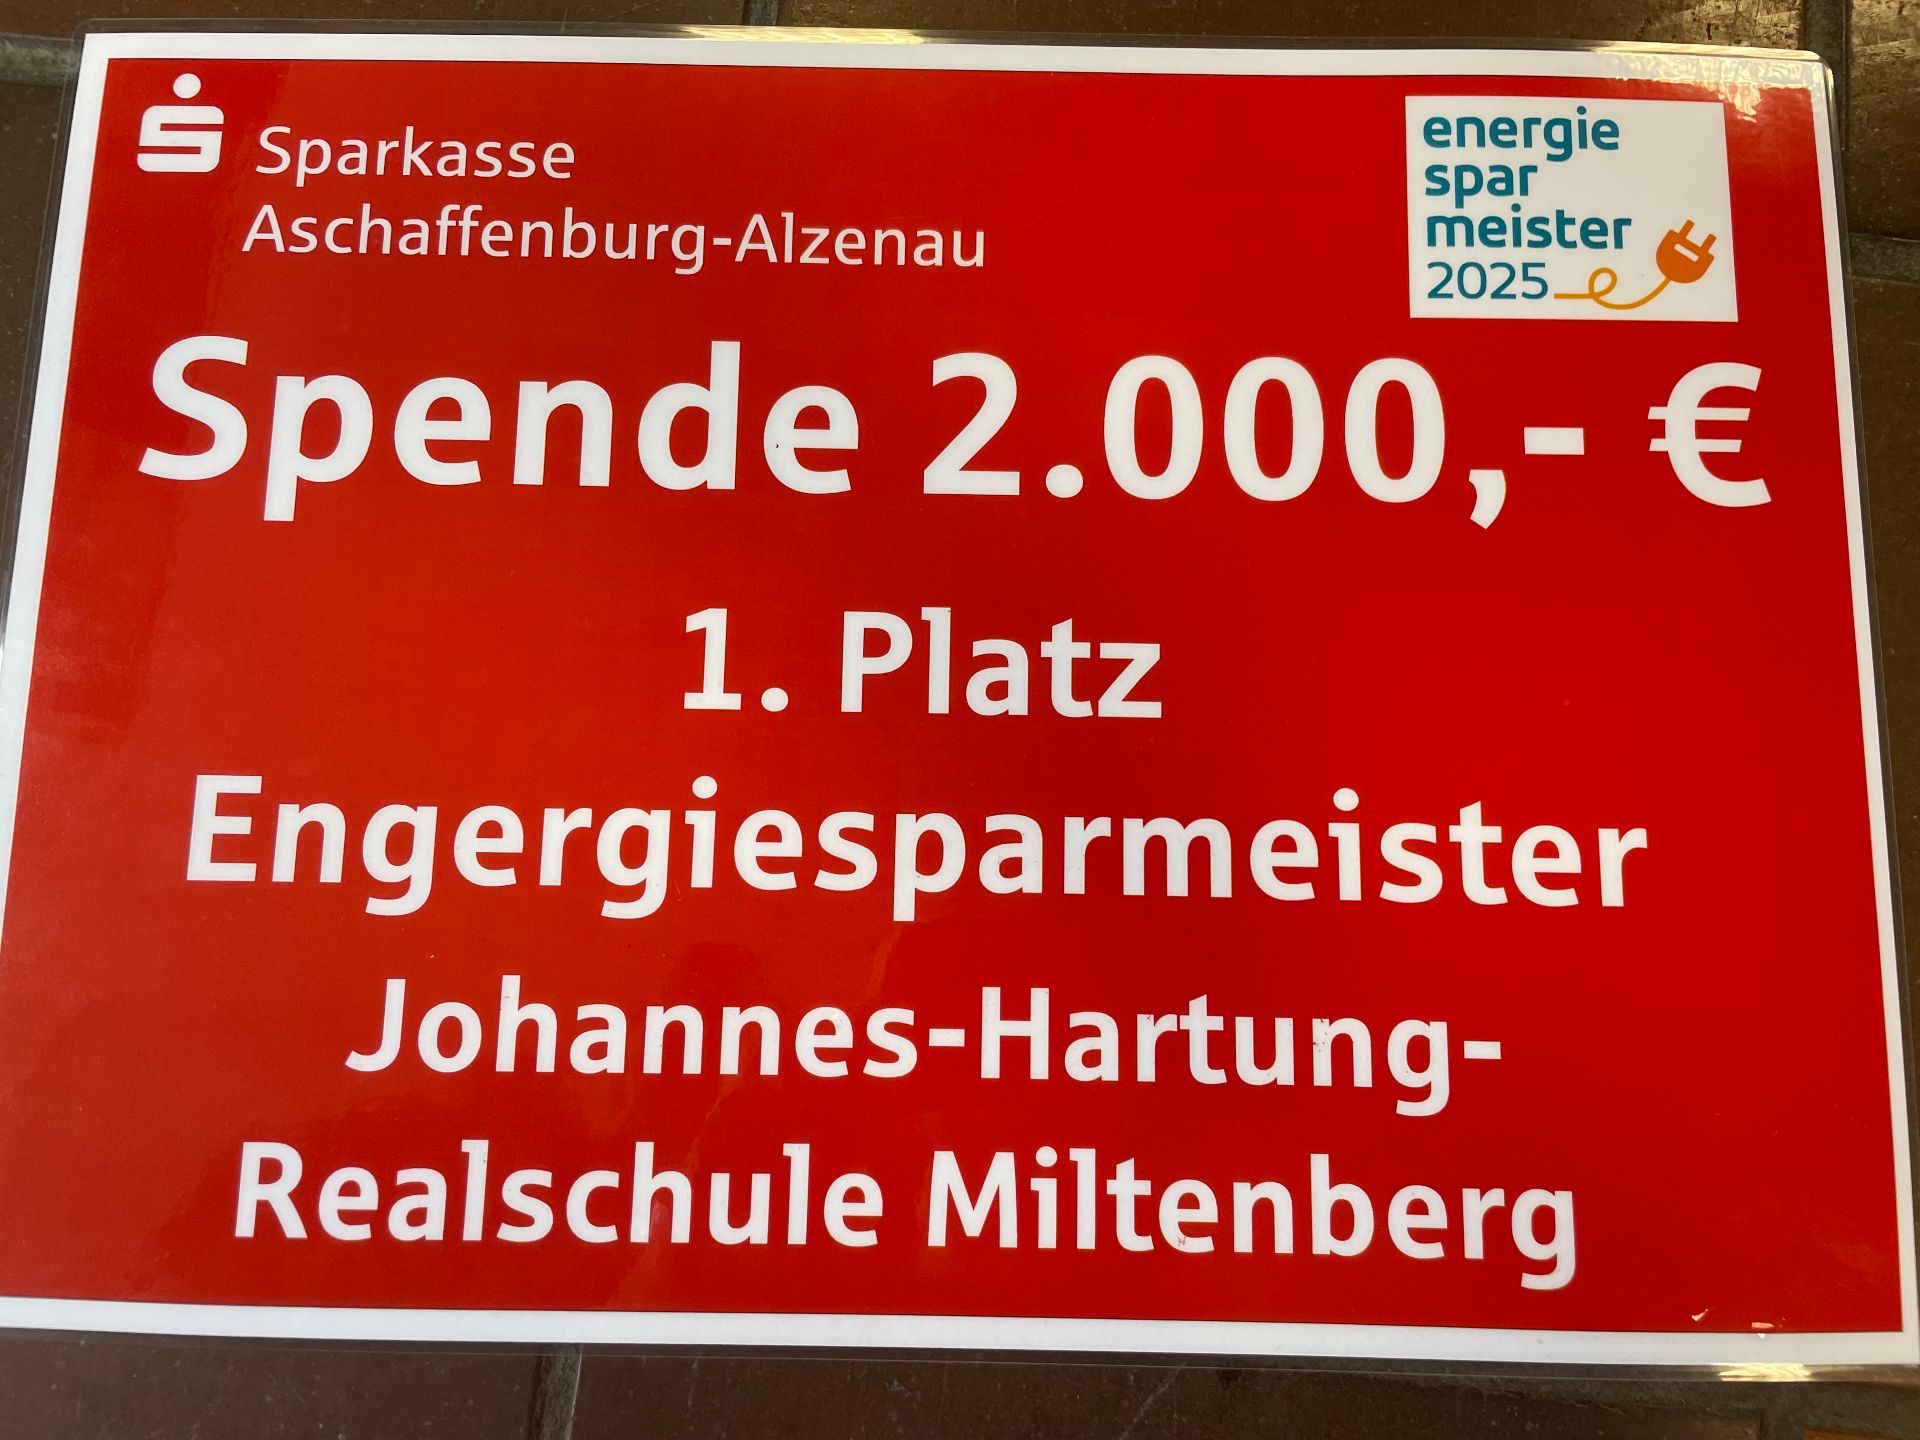 Sparkasse
Aschaffenburg-Alzenau
energie
spar
meister
2025
Spende 2.000,- €
1. Platz
Engergiesparmeister
Johannes-Hartung-
Realschule Miltenberg